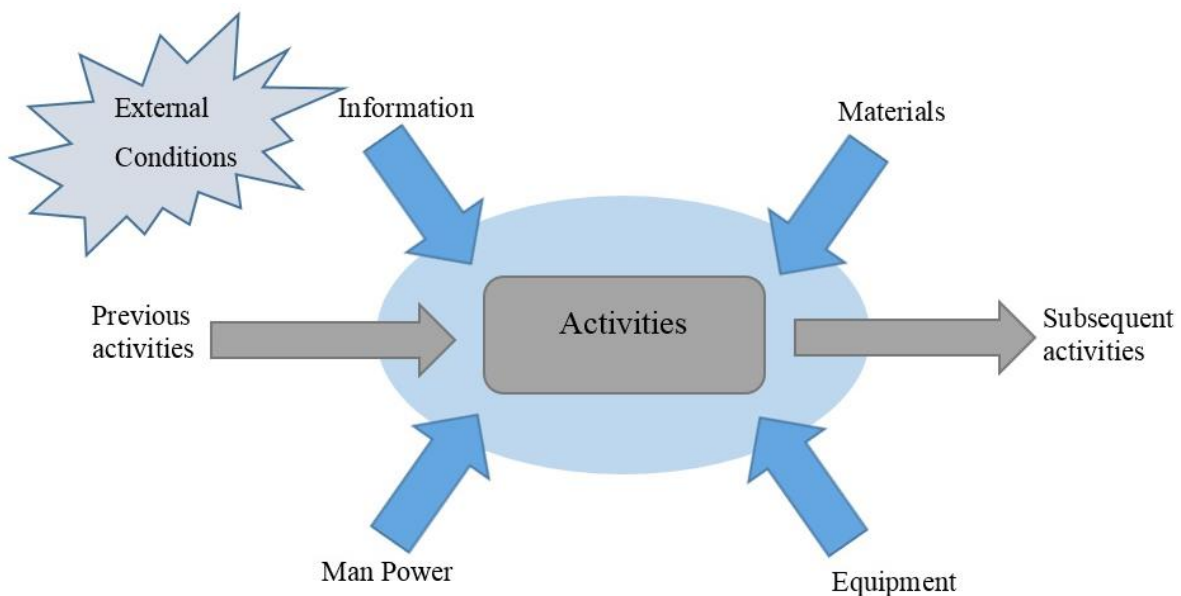 External
Conditions
Information
Materials
Previous
activities
Activities
Subsequent
activities
Man Power
Equipment